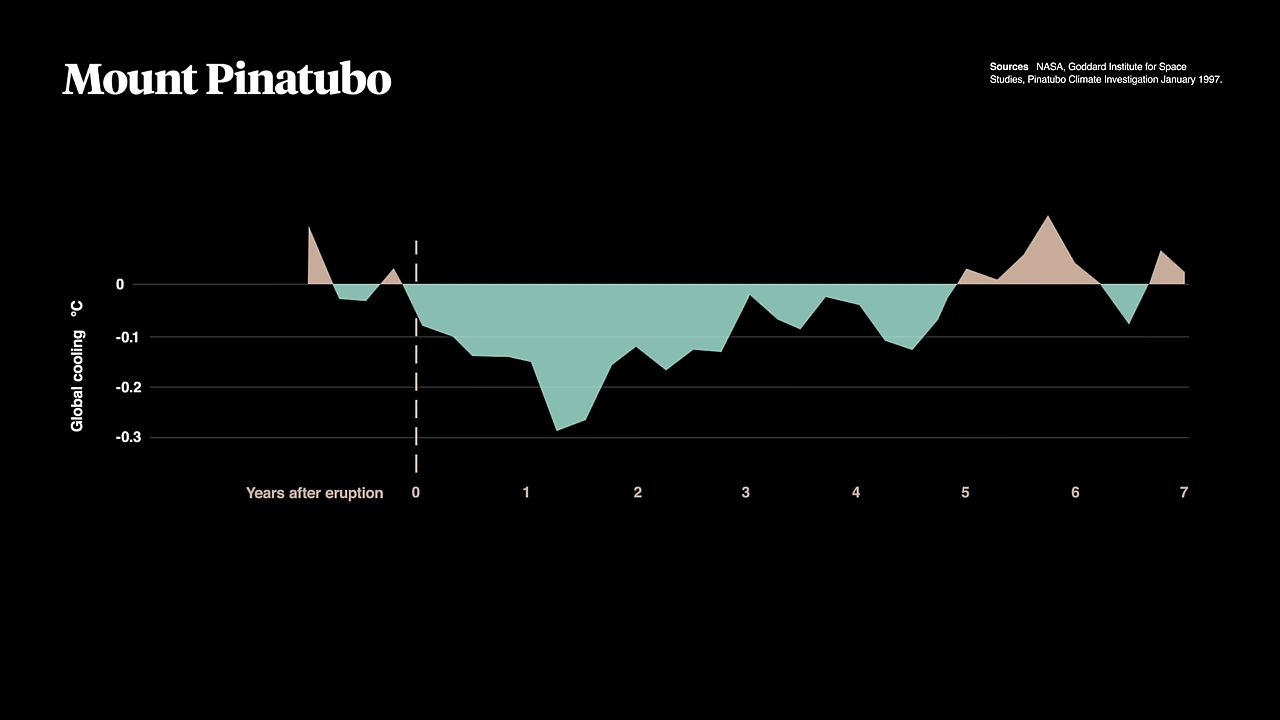 Mount Pinatubo
Sources NASA, Goddard Institute for Space
Studies, Pinatubo Climate Investigation January 1997.
Global cooling °C
0
-0.1
-0.2
-0.3
Years after eruption 0 1 2 3 4 5 6 7